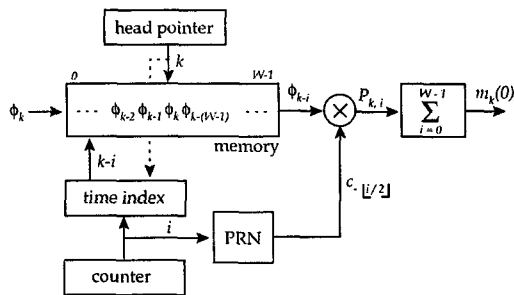 head pointer
k
0
W-1
ϕk
··· ϕk-2 ϕk-1 ϕk ϕk-(W-1) ···
memory
ϕk-i
×
Pk, i
W-1
∑
i = 0
mk(0)
k-i
time index
i
PRN
c-⌊i/2⌋
counter